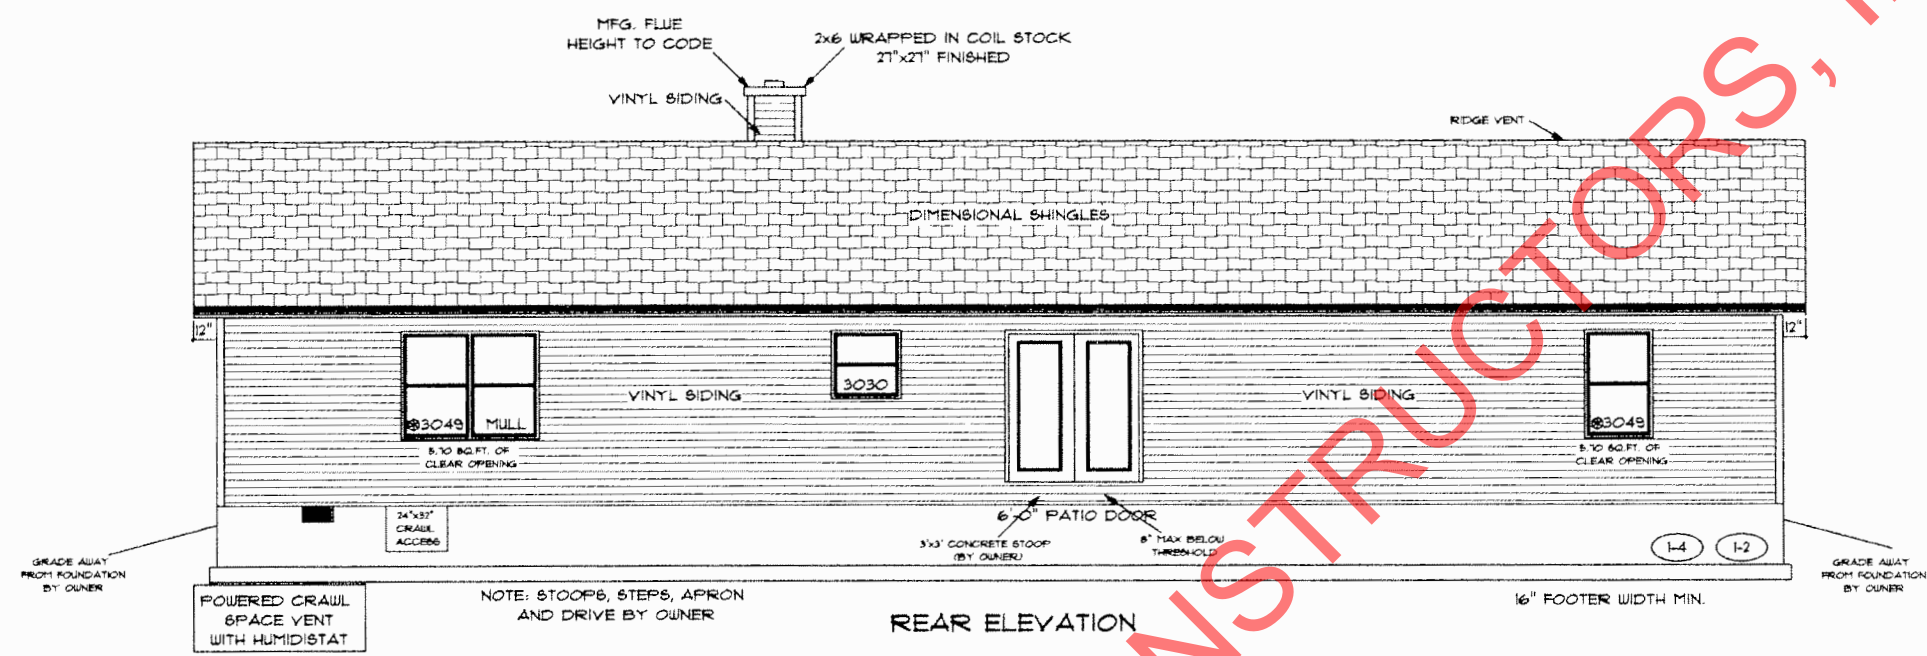 MFG. FLUE
HEIGHT TO CODE
2x6 WRAPPED IN COIL STOCK
27"x27" FINISHED
VINYL SIDING
RIDGE VENT
DIMENSIONAL SHINGLES
12"
12"
3030
VINYL SIDING
VINYL SIDING
3049 MULL
3049
5.70 SQ.FT. OF
CLEAR OPENING
5.70 SQ.FT. OF
CLEAR OPENING
24"x32"
CRAWL
ACCESS
6'-0" PATIO DOOR
3'x3' CONCRETE STOOP
(BY OWNER)
8" MAX BELOW
THRESHOLD
1-4
1-2
GRADE AWAY
FROM FOUNDATION
BY OWNER
GRADE AWAY
FROM FOUNDATION
BY OWNER
POWERED CRAWL
SPACE VENT
WITH HUMIDISTAT
NOTE: STOOPS, STEPS, APRON
AND DRIVE BY OWNER
REAR ELEVATION
16" FOOTER WIDTH MIN.
NSTRUCTORS,